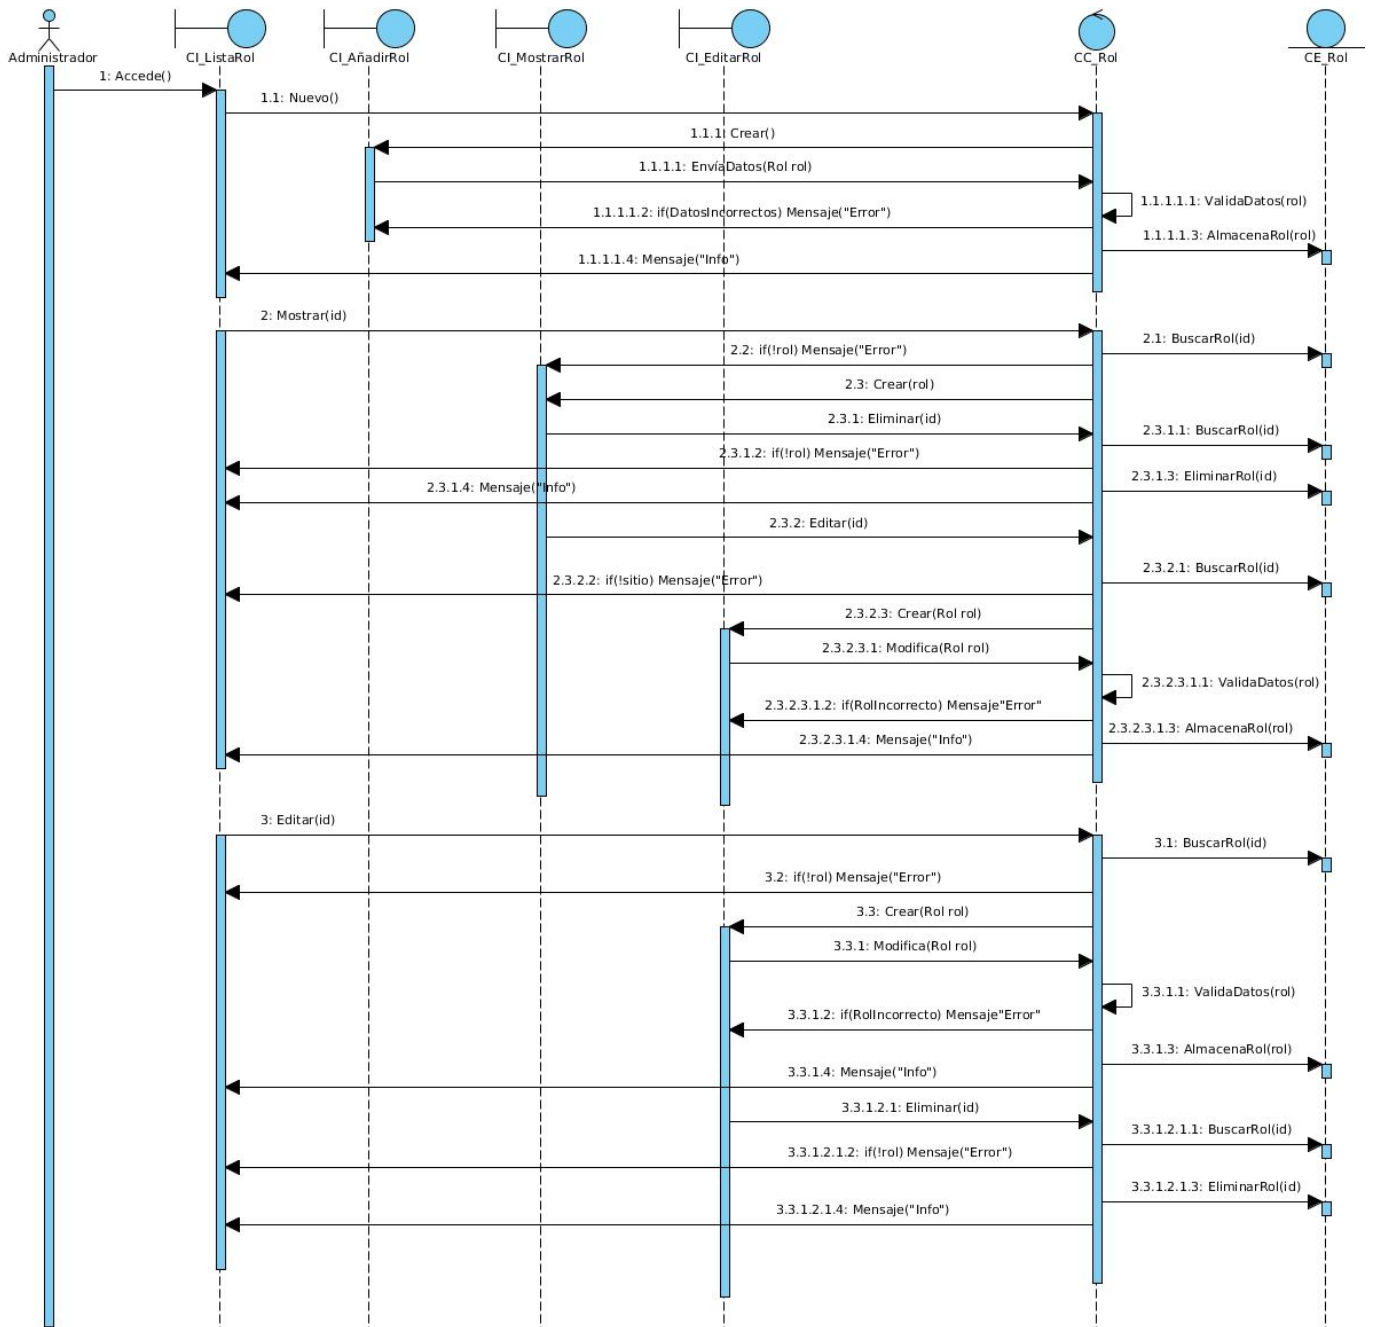 Administrador
CI_ListaRol
CI_AñadirRol
CI_MostrarRol
CI_EditarRol
CC_Rol
CE_Rol
1: Accede()
1.1: Nuevo()
1.1.1: Crear()
1.1.1.1: EnvíaDatos(Rol rol)
1.1.1.1.1: ValidaDatos(rol)
1.1.1.1.2: if(DatosIncorrectos) Mensaje("Error")
1.1.1.1.3: AlmacenaRol(rol)
1.1.1.1.4: Mensaje("Info")
2: Mostrar(id)
2.1: BuscarRol(id)
2.2: if(!rol) Mensaje("Error")
2.3: Crear(rol)
2.3.1: Eliminar(id)
2.3.1.1: BuscarRol(id)
2.3.1.2: if(!rol) Mensaje("Error")
2.3.1.3: EliminarRol(id)
2.3.1.4: Mensaje("Info")
2.3.2: Editar(id)
2.3.2.1: BuscarRol(id)
2.3.2.2: if(!sitio) Mensaje("Error")
2.3.2.3: Crear(Rol rol)
2.3.2.3.1: Modifica(Rol rol)
2.3.2.3.1.1: ValidaDatos(rol)
2.3.2.3.1.2: if(RolIncorrecto) Mensaje"Error"
2.3.2.3.1.3: AlmacenaRol(rol)
2.3.2.3.1.4: Mensaje("Info")
3: Editar(id)
3.1: BuscarRol(id)
3.2: if(!rol) Mensaje("Error")
3.3: Crear(Rol rol)
3.3.1: Modifica(Rol rol)
3.3.1.1: ValidaDatos(rol)
3.3.1.2: if(RolIncorrecto) Mensaje"Error"
3.3.1.3: AlmacenaRol(rol)
3.3.1.4: Mensaje("Info")
3.3.1.2.1: Eliminar(id)
3.3.1.2.1.1: BuscarRol(id)
3.3.1.2.1.2: if(!rol) Mensaje("Error")
3.3.1.2.1.3: EliminarRol(id)
3.3.1.2.1.4: Mensaje("Info")